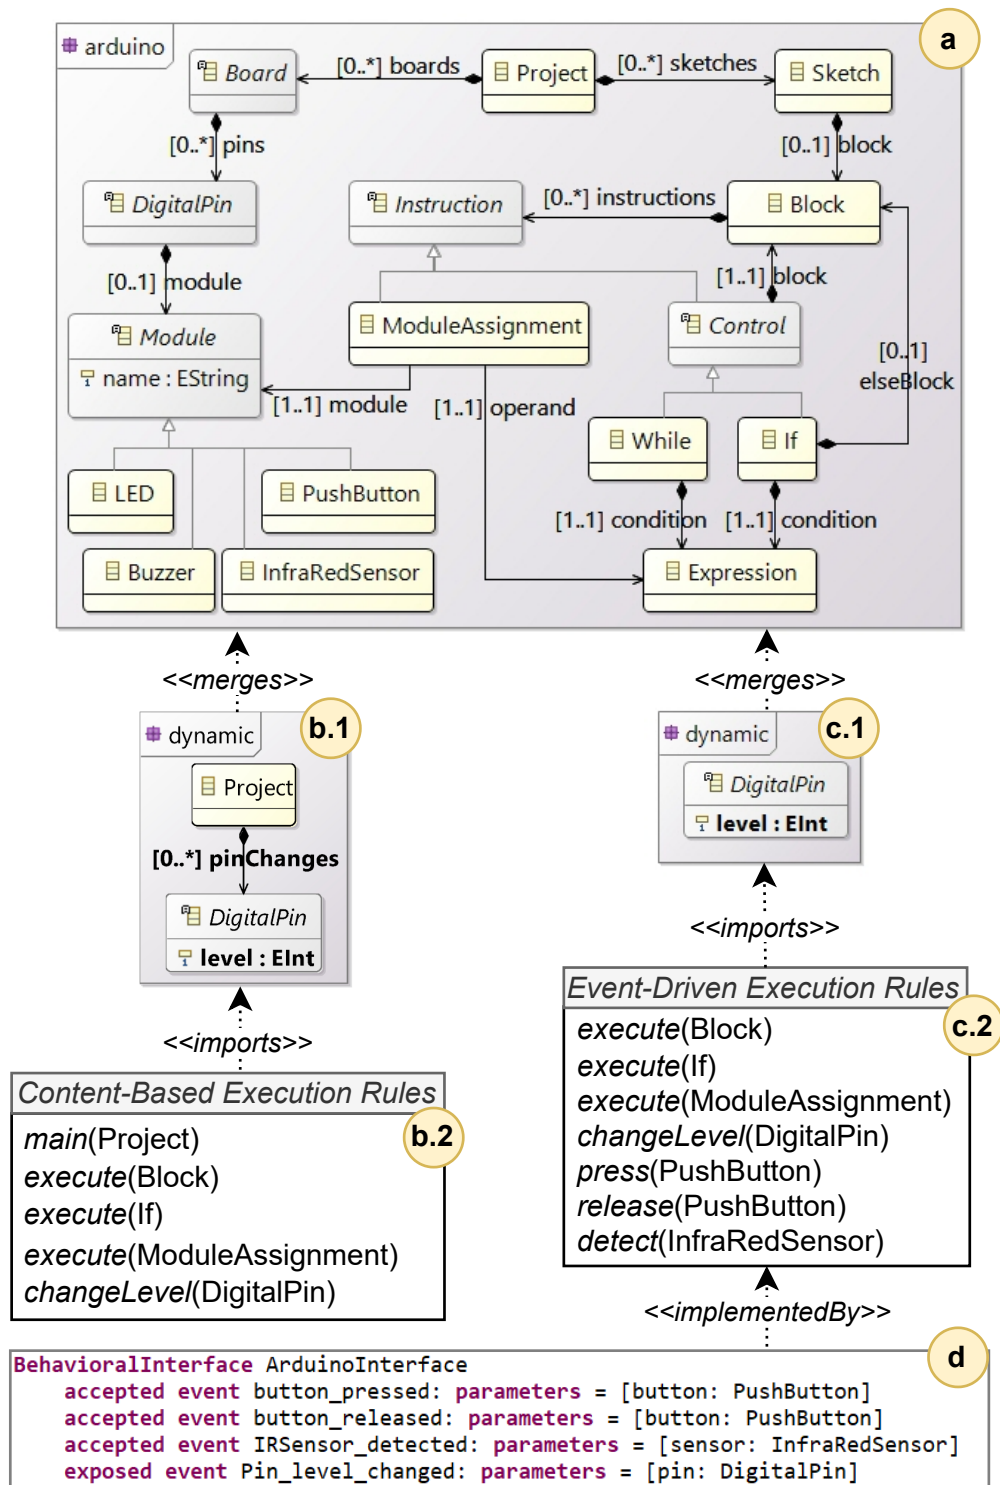 arduino
a
Board
[0..*] boards
Project
[0..*] sketches
Sketch
[0..*] pins
[0..1] block
DigitalPin
Instruction
[0..*] instructions
Block
[0..1] module
[1..1] block
Module
name : EString
ModuleAssignment
Control
[0..1]
elseBlock
[1..1] module
[1..1] operand
While
If
LED
PushButton
[1..1] condition
[1..1] condition
Buzzer
InfraRedSensor
Expression
<<merges>>
<<merges>>
dynamic
b.1
Project
[0..*] pinChanges
DigitalPin
level : EInt
dynamic
c.1
DigitalPin
level : EInt
<<imports>>
<<imports>>
Content-Based Execution Rules
b.2
main(Project)
execute(Block)
execute(If)
execute(ModuleAssignment)
changeLevel(DigitalPin)
Event-Driven Execution Rules
c.2
execute(Block)
execute(If)
execute(ModuleAssignment)
changeLevel(DigitalPin)
press(PushButton)
release(PushButton)
detect(InfraRedSensor)
<<implementedBy>>
d
BehavioralInterface ArduinoInterface
accepted event button_pressed: parameters = [button: PushButton]
accepted event button_released: parameters = [button: PushButton]
accepted event IRSensor_detected: parameters = [sensor: InfraRedSensor]
exposed event Pin_level_changed: parameters = [pin: DigitalPin]